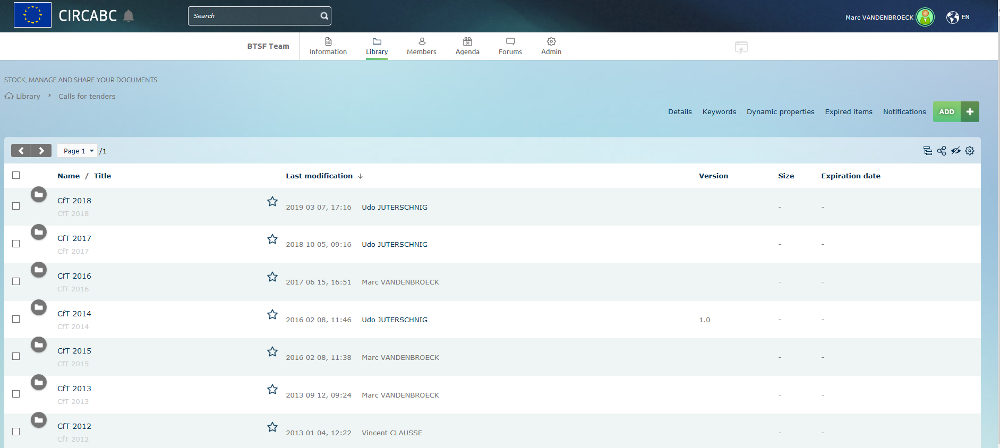 CIRCABC
Search
Marc VANDENBROECK
EN
BTSF Team
Information
Library
Members
31
Agenda
Forums
Admin
STOCK, MANAGE AND SHARE YOUR DOCUMENTS
Library › Calls for tenders
Details Keywords Dynamic properties Expired items Notifications ADD +
Page 1 /1
Name / Title Last modification ↓ Version Size Expiration date
CfT 2018
CfT 2018
2019 03 07, 17:16 Udo JUTERSCHNIG - -
CfT 2017
CfT 2017
2018 10 05, 09:16 Udo JUTERSCHNIG - -
CfT 2016
CfT 2016
2017 06 15, 16:51 Marc VANDENBROECK - -
CfT 2014
CfT 2014
2016 02 08, 11:46 Udo JUTERSCHNIG 1.0 - -
CfT 2015
CfT 2015
2016 02 08, 11:38 Marc VANDENBROECK - -
CfT 2013
CfT 2013
2013 09 12, 09:24 Marc VANDENBROECK - -
CfT 2012
CfT 2012
2013 01 04, 12:22 Vincent CLAUSSE - -